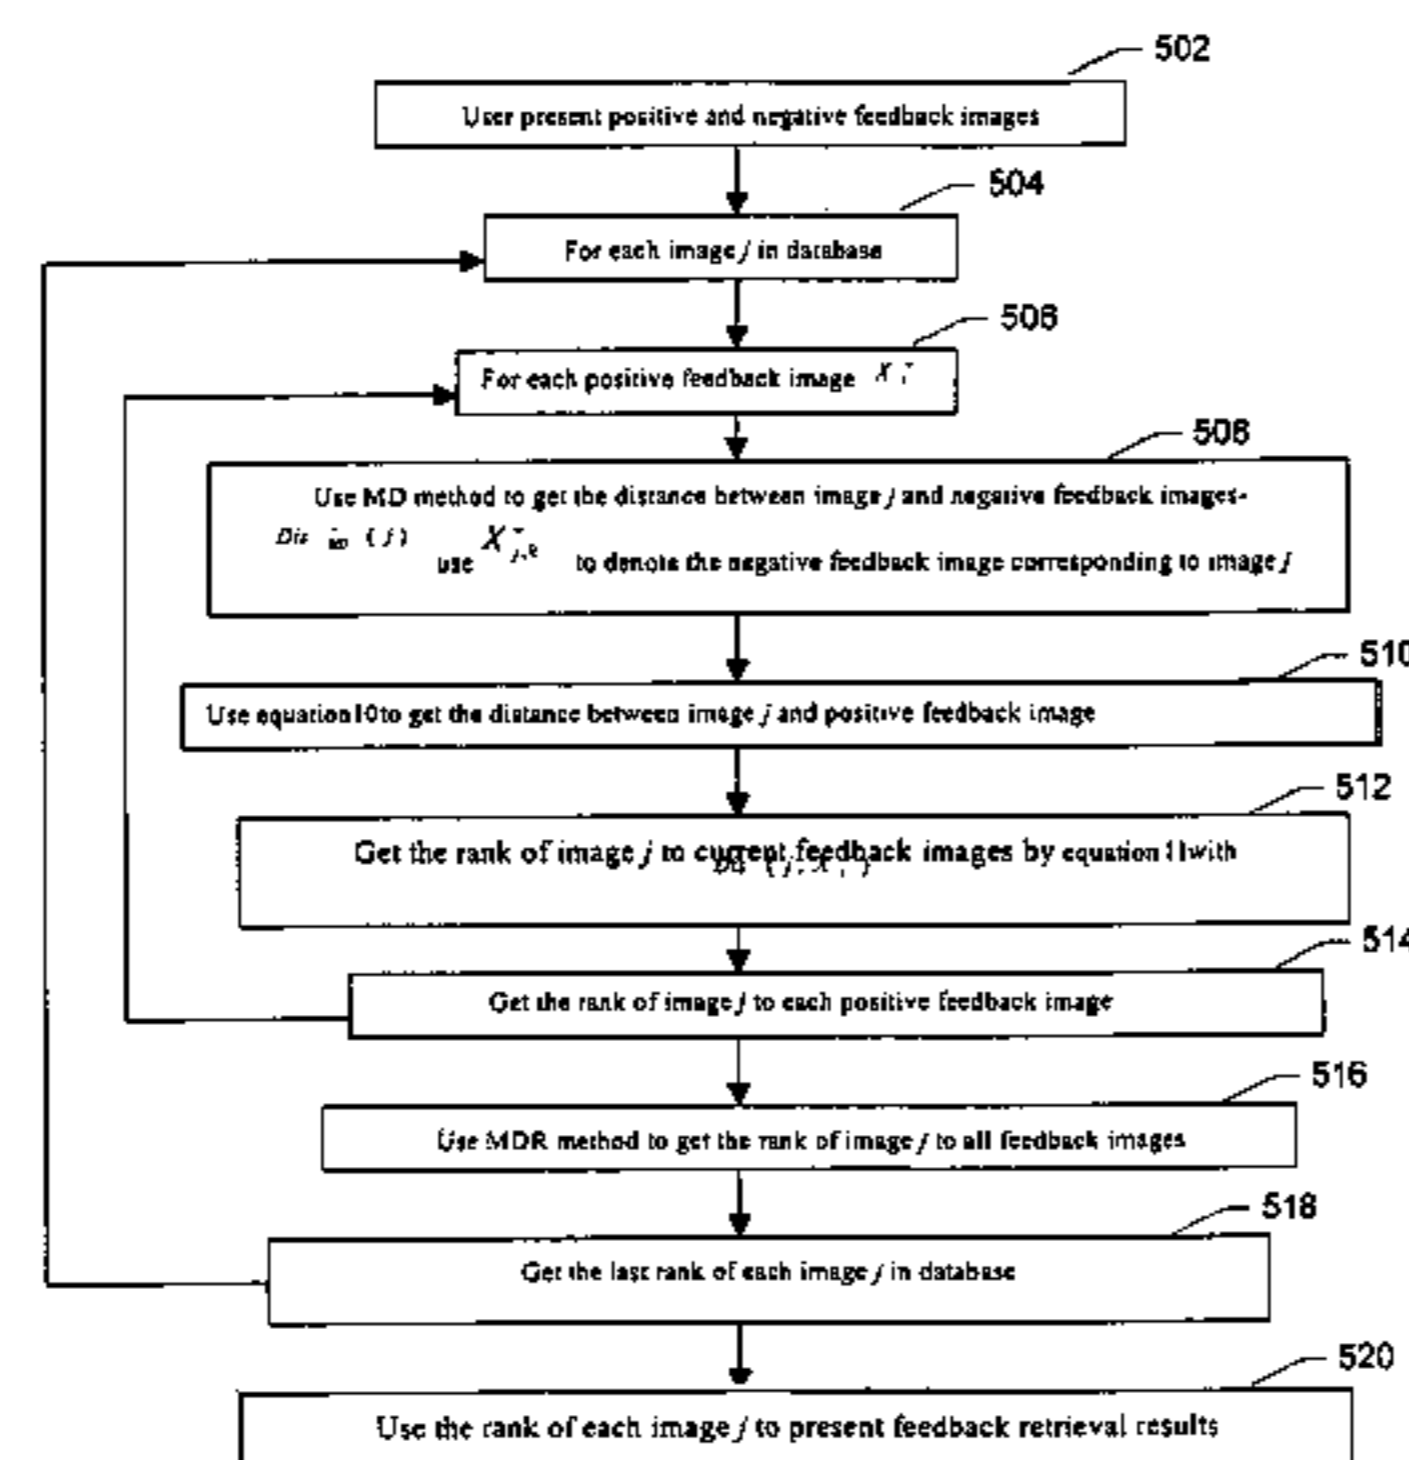 502
User present positive and negative feedback images
504
For each image j in database
506
For each positive feedback image X
508
Use MD method to get the distance between image j and negative feedback images-
Dis (j) use X j,k to denote the negative feedback image corresponding to image j
510
Use equation10to get the distance between image j and positive feedback image
512
Get the rank of image j to current feedback images by equation11with
514
Get the rank of image j to each positive feedback image
516
Use MDR method to get the rank of image j to all feedback images
518
Get the last rank of each image j in database
520
Use the rank of each image j to present feedback retrieval results